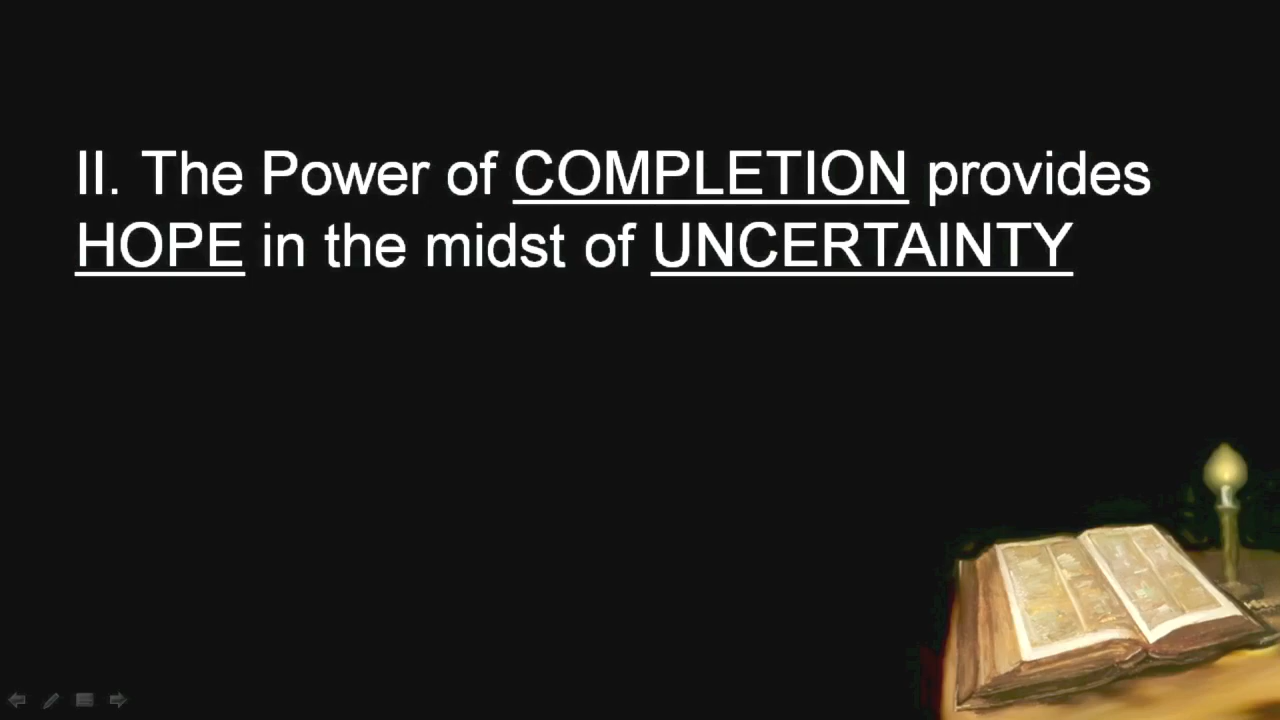 II. The Power of COMPLETION provides
HOPE in the midst of UNCERTAINTY